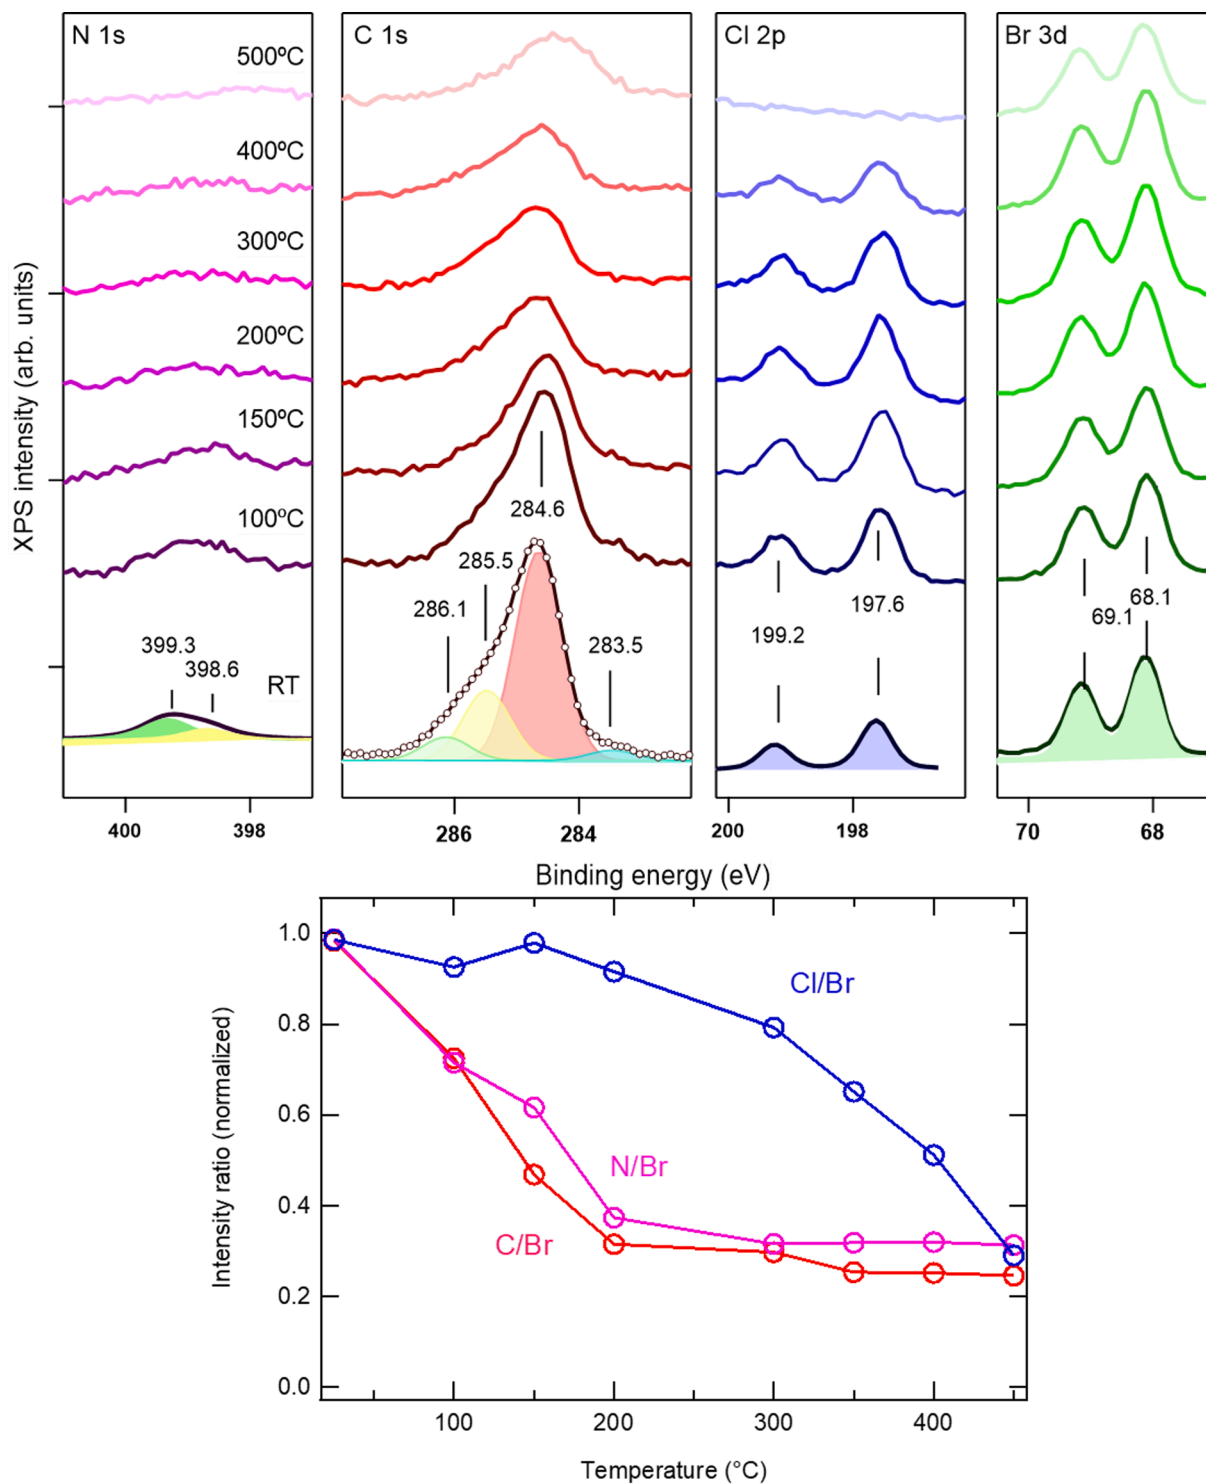 N 1s
C 1s
Cl 2p
Br 3d
500ºC
400ºC
300ºC
200ºC
150ºC
100ºC
RT
XPS intensity (arb. units)
399.3
398.6
284.6
285.5
286.1
283.5
197.6
199.2
68.1
69.1
400
398
286
284
200
198
70
68
Binding energy (eV)
1.0
0.8
0.6
0.4
0.2
0.0
Intensity ratio (normalized)
Cl/Br
N/Br
C/Br
100
200
300
400
Temperature (°C)